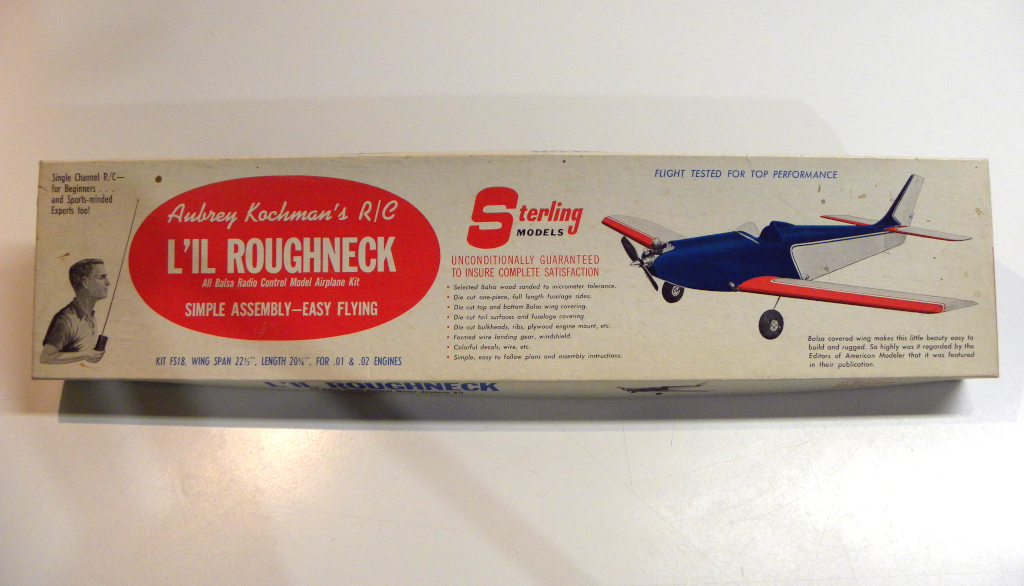 Single Channel R/C—
for Beginners . . .
and Sports-minded
Experts too!
Aubrey Kochman's R/C
L'IL ROUGHNECK
All Balsa Radio Control Model Airplane Kit
SIMPLE ASSEMBLY—EASY FLYING
KIT FS18. WING SPAN 22½", LENGTH 20⅛", FOR .01 & .02 ENGINES
Sterling
MODELS
UNCONDITIONALLY GUARANTEED
TO INSURE COMPLETE SATISFACTION
• Selected Balsa wood sanded to micrometer tolerance.
• Die cut one-piece, full length fuselage sides.
• Die cut top and bottom Balsa wing covering.
• Die cut tail surfaces and fuselage covering.
• Die cut bulkheads, ribs, plywood engine mount, etc.
• Formed wire landing gear, windshield.
• Colorful decals, wire, etc.
• Simple, easy to follow plans and assembly instructions.
FLIGHT TESTED FOR TOP PERFORMANCE
Balsa covered wing makes this little beauty easy to
build and rugged. So highly was it regarded by the
Editors of American Modeler that it was featured
in their publication.
L'IL ROUGHNECK